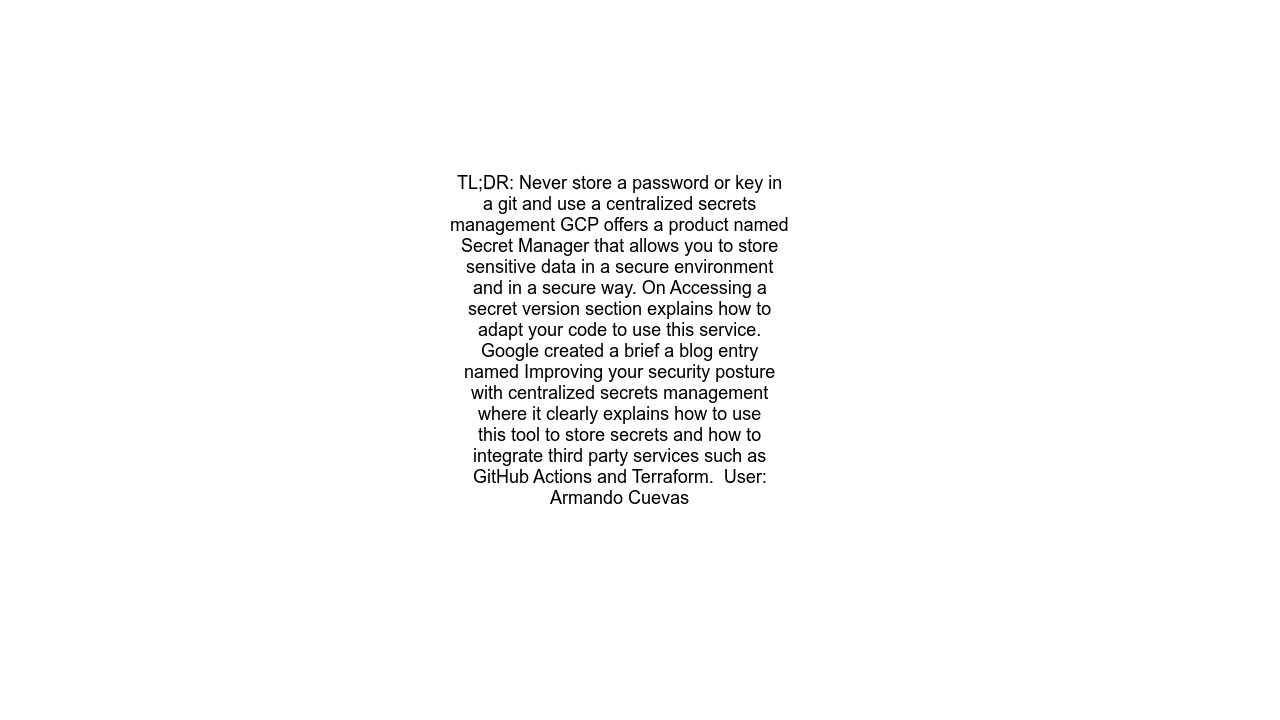 TL;DR: Never store a password or key in
a git and use a centralized secrets
management GCP offers a product named
Secret Manager that allows you to store
sensitive data in a secure environment
and in a secure way. On Accessing a
secret version section explains how to
adapt your code to use this service.
Google created a brief a blog entry
named Improving your security posture
with centralized secrets management
where it clearly explains how to use
this tool to store secrets and how to
integrate third party services such as
GitHub Actions and Terraform.  User:
Armando Cuevas